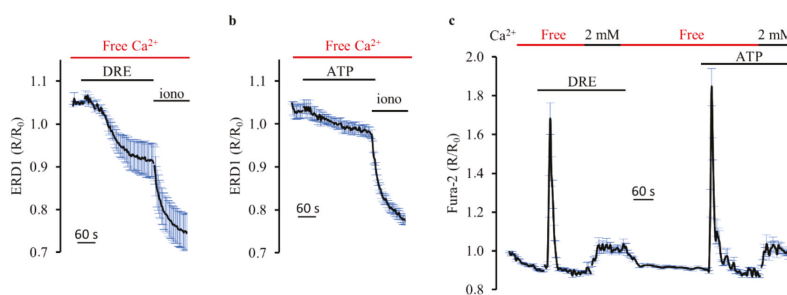 b
c
Free Ca²⁺
DRE
iono
ERD1 (R/R₀)
1.1
1.0
0.9
0.8
0.7
60 s
Free Ca²⁺
ATP
iono
ERD1 (R/R₀)
1.1
1.0
0.9
0.8
0.7
60 s
Ca²⁺
Free
2 mM
Free
2 mM
DRE
ATP
Fura-2 (R/R₀)
2.0
1.8
1.6
1.4
1.2
1.0
0.8
60 s